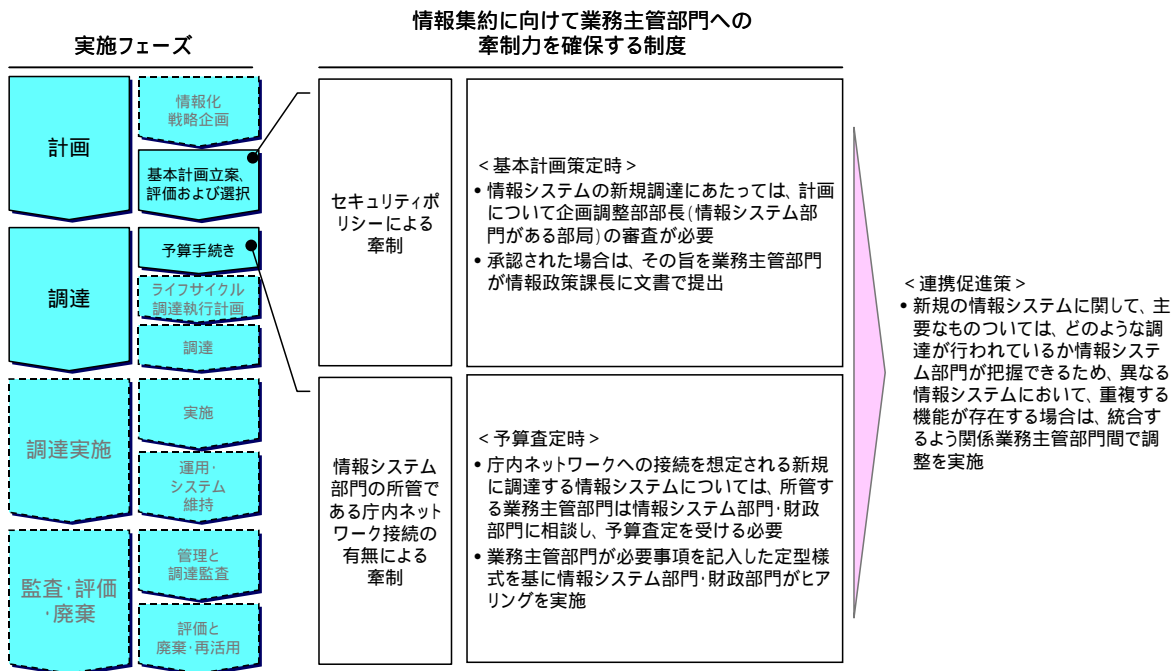 実施フェーズ
情報集約に向けて業務主管部門への
牽制力を確保する制度
計画
情報化
戦略企画
基本計画立案、
評価および選択
調達
予算手続き
ライフサイクル
調達執行計画
調達
調達実施
実施
運用・
システム
維持
監査・評価
・廃棄
管理と
調達監査
評価と
廃棄・再活用
セキュリティポ
リシーによる
牽制
<基本計画策定時>
• 情報システムの新規調達にあたっては、計画
について企画調整部部長(情報システム部
門がある部局)の審査が必要
• 承認された場合は、その旨を業務主管部門
が情報政策課長に文書で提出
情報システム
部門の所管で
ある庁内ネット
ワーク接続の
有無による
牽制
<予算査定時>
• 庁内ネットワークへの接続を想定される新規
に調達する情報システムについては、所管す
る業務主管部門は情報システム部門・財政
部門に相談し、予算査定を受ける必要
• 業務主管部門が必要事項を記入した定型様
式を基に情報システム部門・財政部門がヒア
リングを実施
<連携促進策>
• 新規の情報システムに関して、主
要なものついては、どのような調
達が行われているか情報システ
ム部門が把握できるため、異なる
情報システムにおいて、重複する
機能が存在する場合は、統合す
るよう関係業務主管部門間で調
整を実施